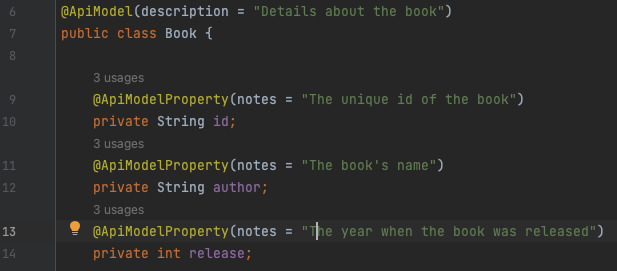 6 @ApiModel(description = "Details about the book")
7 public class Book {
8
3 usages
9 @ApiModelProperty(notes = "The unique id of the book")
10 private String id;
3 usages
11 @ApiModelProperty(notes = "The book's name")
12 private String author;
3 usages
13 @ApiModelProperty(notes = "The year when the book was released")
14 private int release;